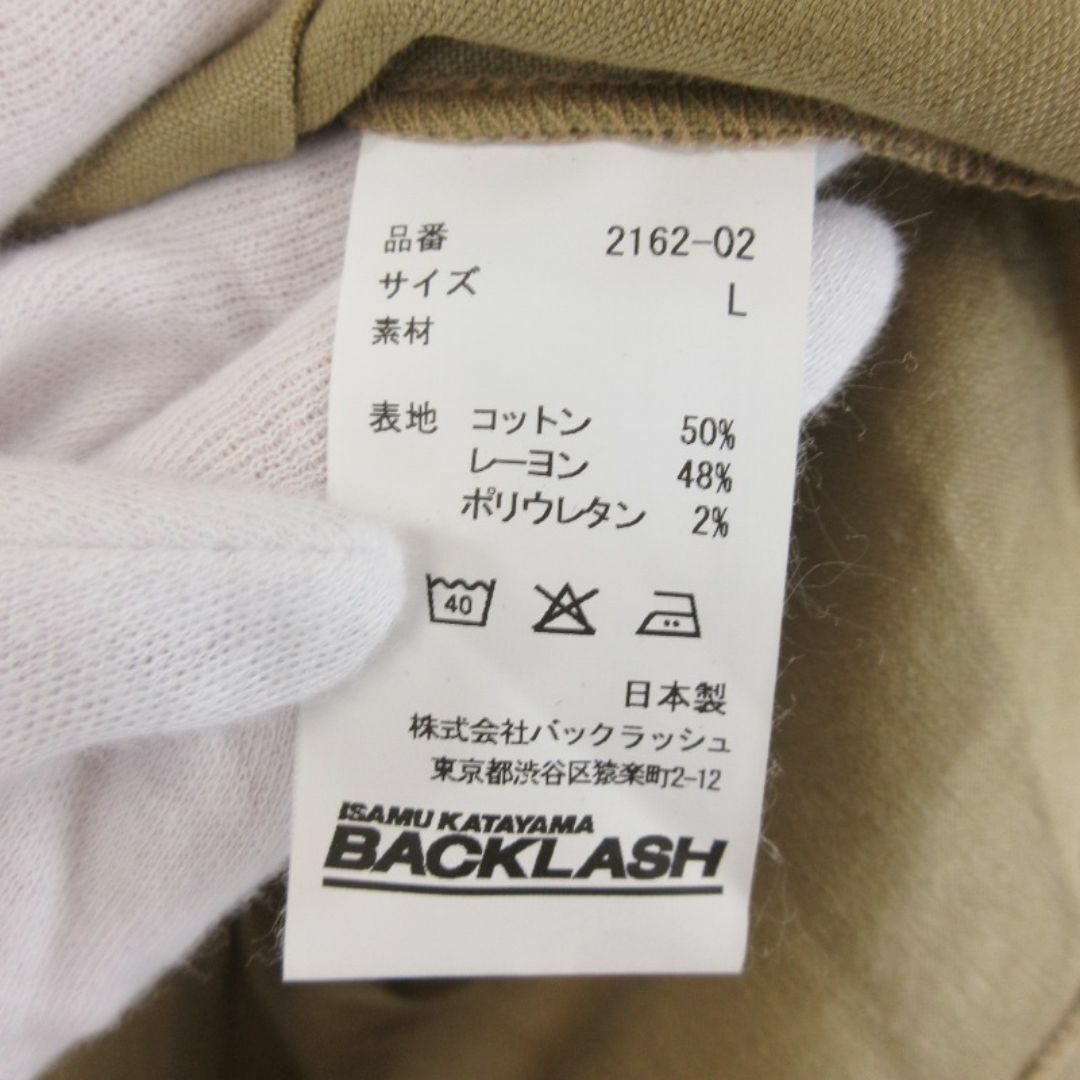 品番 2162-02
サイズ L
素材
表地 コットン 50%
レーヨン 48%
ポリウレタン 2%
40
日本製
株式会社バックラッシュ
東京都渋谷区猿楽町2-12
ISAMU KATAYAMA
BACKLASH